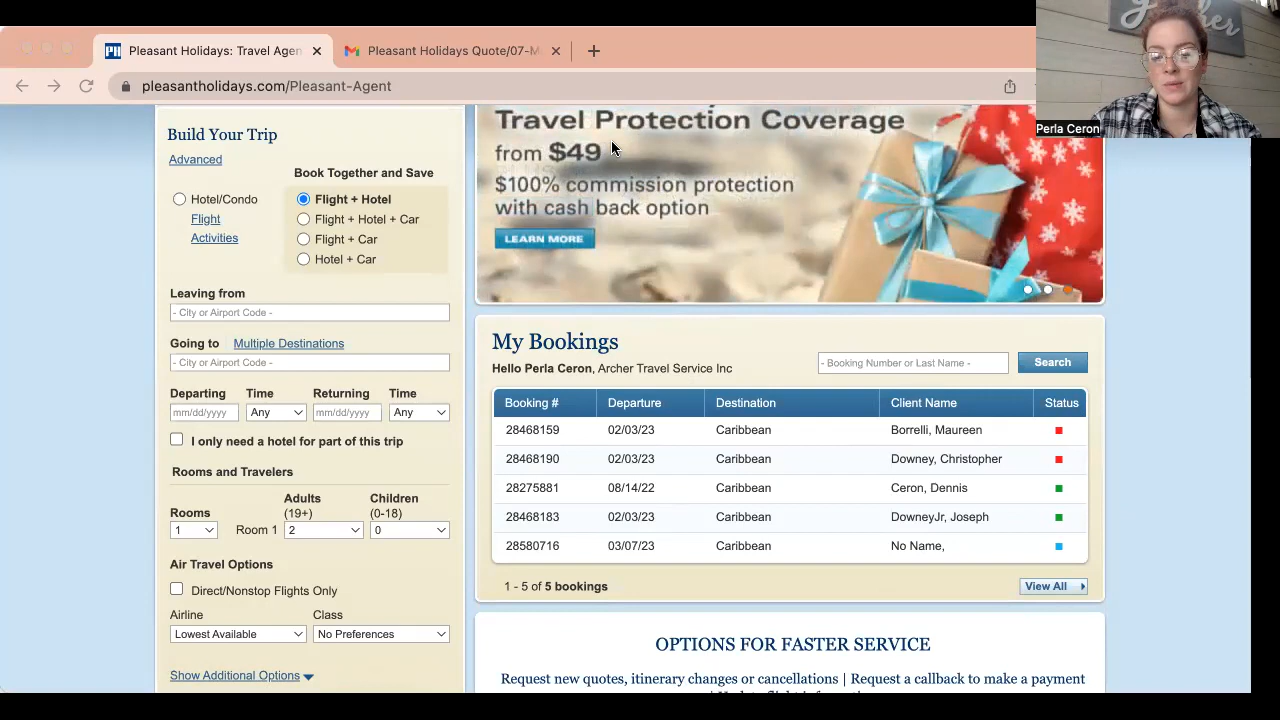 Pleasant Holidays: Travel Agen
Pleasant Holidays Quote/07-M
pleasantholidays.com/Pleasant-Agent
Perla Ceron
Build Your Trip
Advanced
Book Together and Save
Hotel/Condo
Flight
Activities
Flight + Hotel
Flight + Hotel + Car
Flight + Car
Hotel + Car
Leaving from
- City or Airport Code -
Going to Multiple Destinations
- City or Airport Code -
Departing Time Returning Time
mm/dd/yyyy Any mm/dd/yyyy Any
I only need a hotel for part of this trip
Rooms and Travelers
Adults Children
Rooms (19+) (0-18)
1 Room 1 2 0
Air Travel Options
Direct/Nonstop Flights Only
Airline Class
Lowest Available No Preferences
Show Additional Options
Travel Protection Coverage
from $49
$100% commission protection
with cash back option
LEARN MORE
My Bookings
Hello Perla Ceron, Archer Travel Service Inc
- Booking Number or Last Name - Search
Booking # Departure Destination Client Name Status
28468159 02/03/23 Caribbean Borrelli, Maureen
28468190 02/03/23 Caribbean Downey, Christopher
28275881 08/14/22 Caribbean Ceron, Dennis
28468183 02/03/23 Caribbean DowneyJr, Joseph
28580716 03/07/23 Caribbean No Name,
1 - 5 of 5 bookings View All
OPTIONS FOR FASTER SERVICE
Request new quotes, itinerary changes or cancellations | Request a callback to make a payment